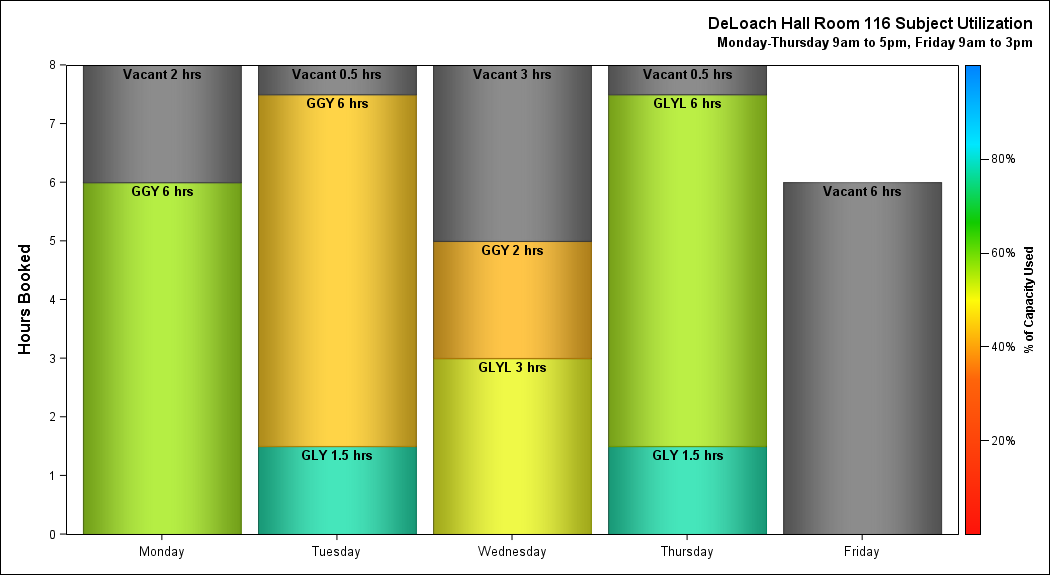 DeLoach Hall Room 116 Subject Utilization
Monday-Thursday 9am to 5pm, Friday 9am to 3pm
Hours Booked
8
7
6
5
4
3
2
1
0
Vacant 2 hrs
GGY 6 hrs
Vacant 0.5 hrs
GGY 6 hrs
GLY 1.5 hrs
Vacant 3 hrs
GGY 2 hrs
GLYL 3 hrs
Vacant 0.5 hrs
GLYL 6 hrs
GLY 1.5 hrs
Vacant 6 hrs
Monday
Tuesday
Wednesday
Thursday
Friday
80%
60%
40%
20%
% of Capacity Used